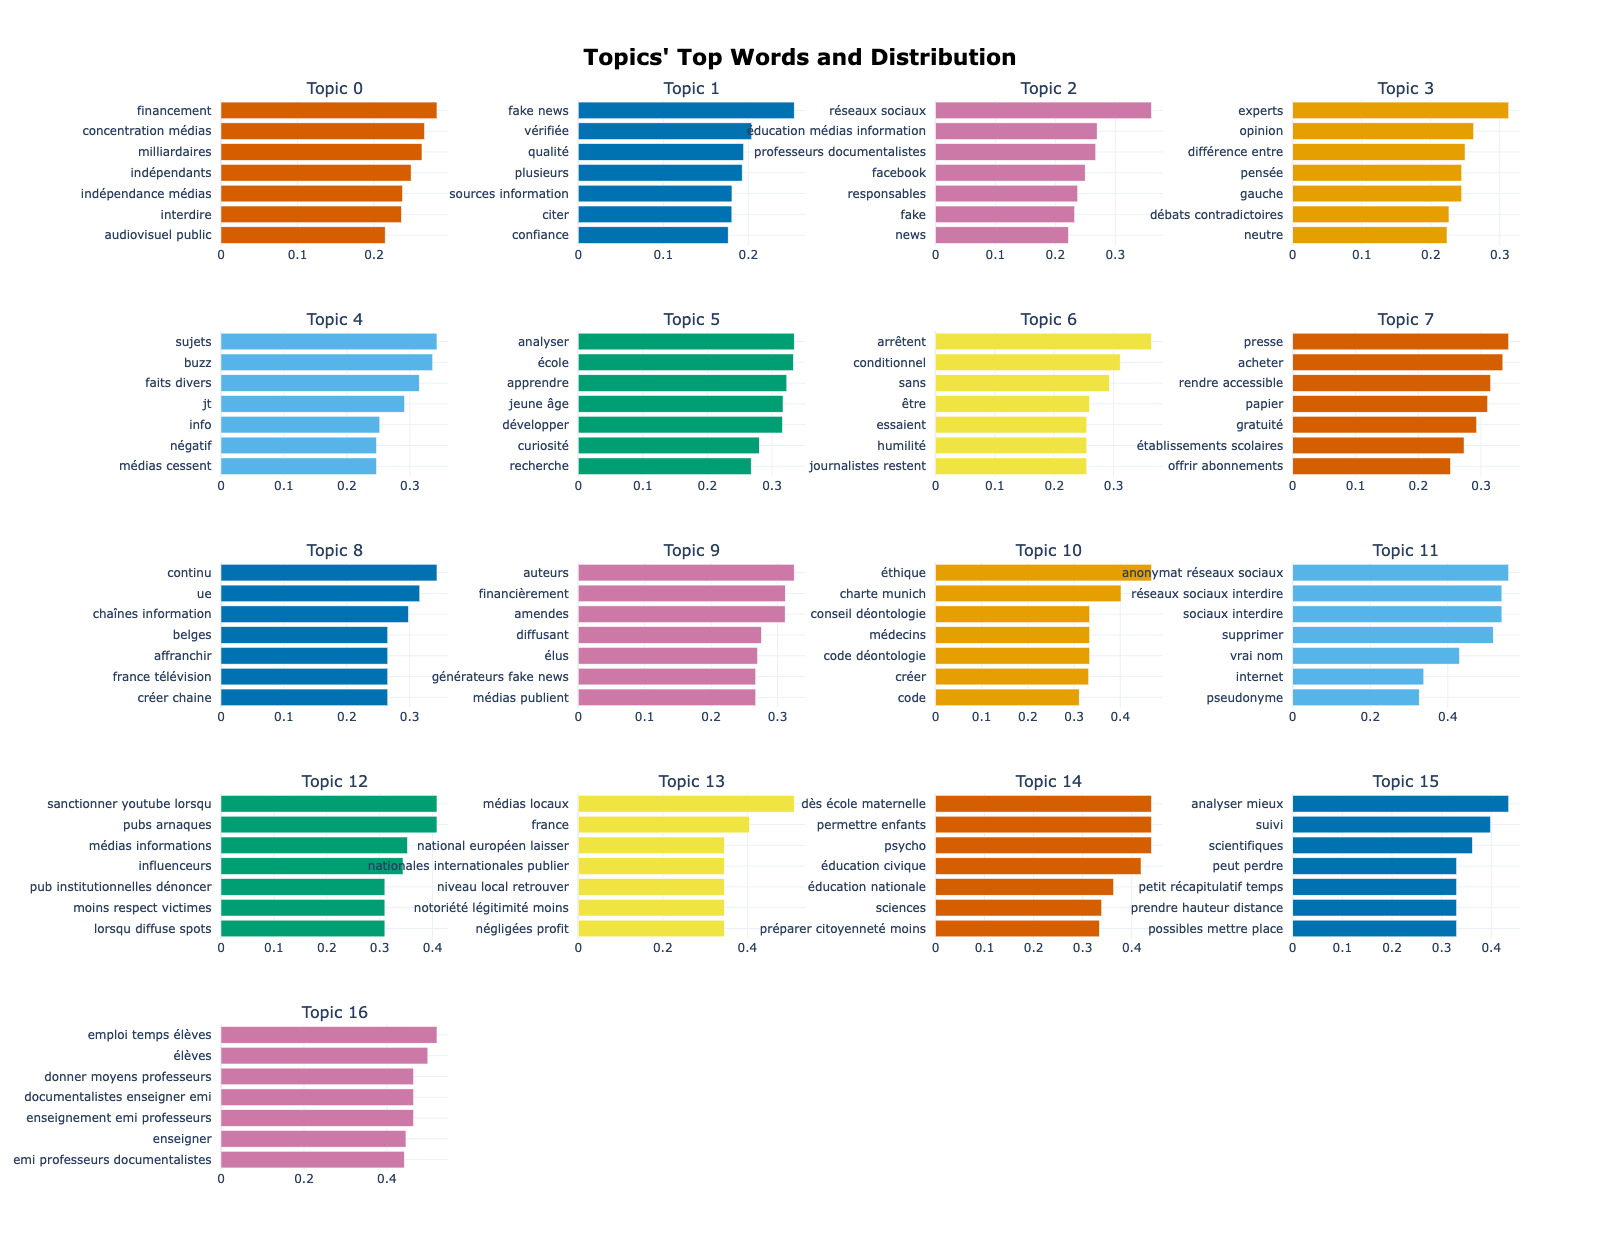 Topics' Top Words and Distribution
Topic 0
financement
concentration médias
milliardaires
indépendants
indépendance médias
interdire
audiovisuel public
0 0.1 0.2
Topic 1
fake news
vérifiée
qualité
plusieurs
sources information
citer
confiance
0 0.1 0.2
Topic 2
réseaux sociaux
éducation médias information
professeurs documentalistes
facebook
responsables
fake
news
0 0.1 0.2 0.3
Topic 3
experts
opinion
différence entre
pensée
gauche
débats contradictoires
neutre
0 0.1 0.2 0.3
Topic 4
sujets
buzz
faits divers
jt
info
négatif
médias cessent
0 0.1 0.2 0.3
Topic 5
analyser
école
apprendre
jeune âge
développer
curiosité
recherche
0 0.1 0.2 0.3
Topic 6
arrêtent
conditionnel
sans
être
essaient
humilité
journalistes restent
0 0.1 0.2 0.3
Topic 7
presse
acheter
rendre accessible
papier
gratuité
établissements scolaires
offrir abonnements
0 0.1 0.2 0.3
Topic 8
continu
ue
chaînes information
belges
affranchir
france télévision
créer chaine
0 0.1 0.2 0.3
Topic 9
auteurs
financièrement
amendes
diffusant
élus
générateurs fake news
médias publient
0 0.1 0.2 0.3
Topic 10
éthique
charte munich
conseil déontologie
médecins
code déontologie
créer
code
0 0.1 0.2 0.3 0.4
Topic 11
anonymat réseaux sociaux
réseaux sociaux interdire
sociaux interdire
supprimer
vrai nom
internet
pseudonyme
0 0.2 0.4
Topic 12
sanctionner youtube lorsqu
pubs arnaques
médias informations
influenceurs
pub institutionnelles dénoncer
moins respect victimes
lorsqu diffuse spots
0 0.1 0.2 0.3 0.4
Topic 13
médias locaux
france
national européen laisser
nationales internationales publier
niveau local retrouver
notoriété légitimité moins
négligées profit
0 0.2 0.4
Topic 14
dès école maternelle
permettre enfants
psycho
éducation civique
éducation nationale
sciences
préparer citoyenneté moins
0 0.1 0.2 0.3 0.4
Topic 15
analyser mieux
suivi
scientifiques
peut perdre
petit récapitulatif temps
prendre hauteur distance
possibles mettre place
0 0.1 0.2 0.3 0.4
Topic 16
emploi temps élèves
élèves
donner moyens professeurs
documentalistes enseigner emi
enseignement emi professeurs
enseigner
emi professeurs documentalistes
0 0.2 0.4